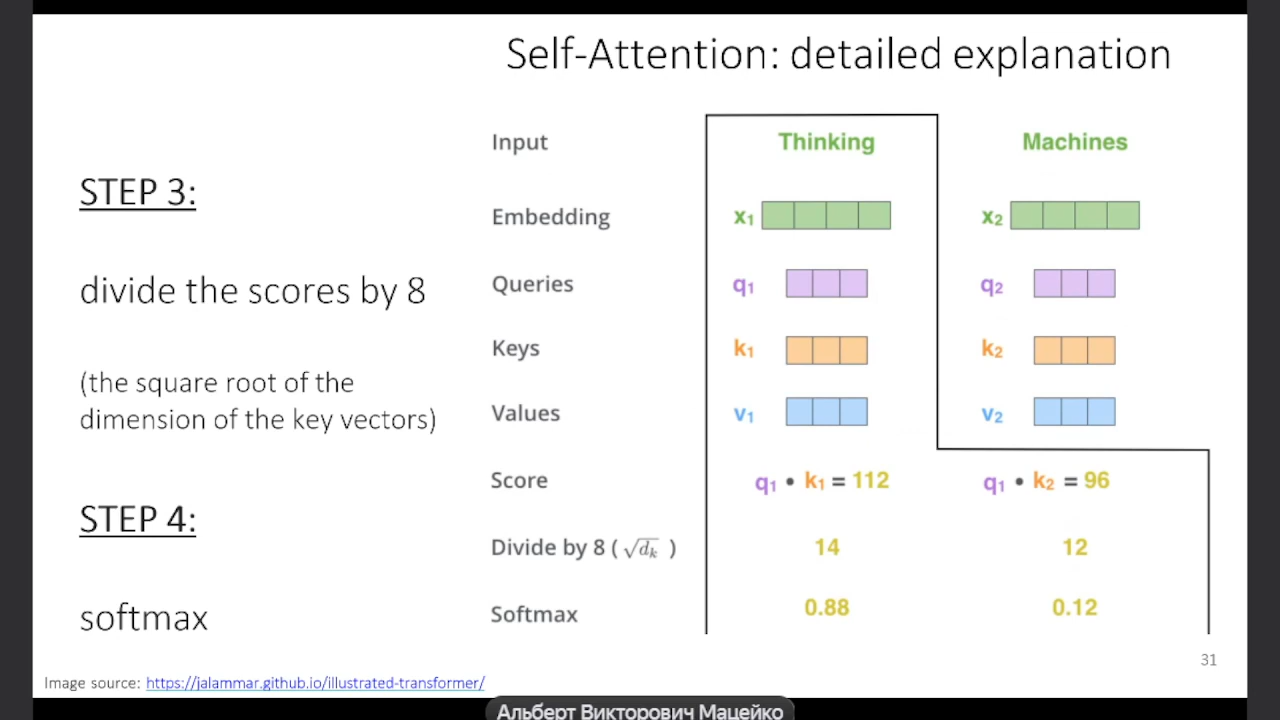 Self-Attention: detailed explanation
STEP 3:
divide the scores by 8
(the square root of the
dimension of the key vectors)
STEP 4:
softmax
Input Thinking Machines
Embedding x₁ x₂
Queries q₁ q₂
Keys k₁ k₂
Values v₁ v₂
Score q₁ • k₁ = 112 q₁ • k₂ = 96
Divide by 8 ( √dₖ ) 14 12
Softmax 0.88 0.12
31
Image source: https://jalammar.github.io/illustrated-transformer/
Альберт Викторович Мацейко